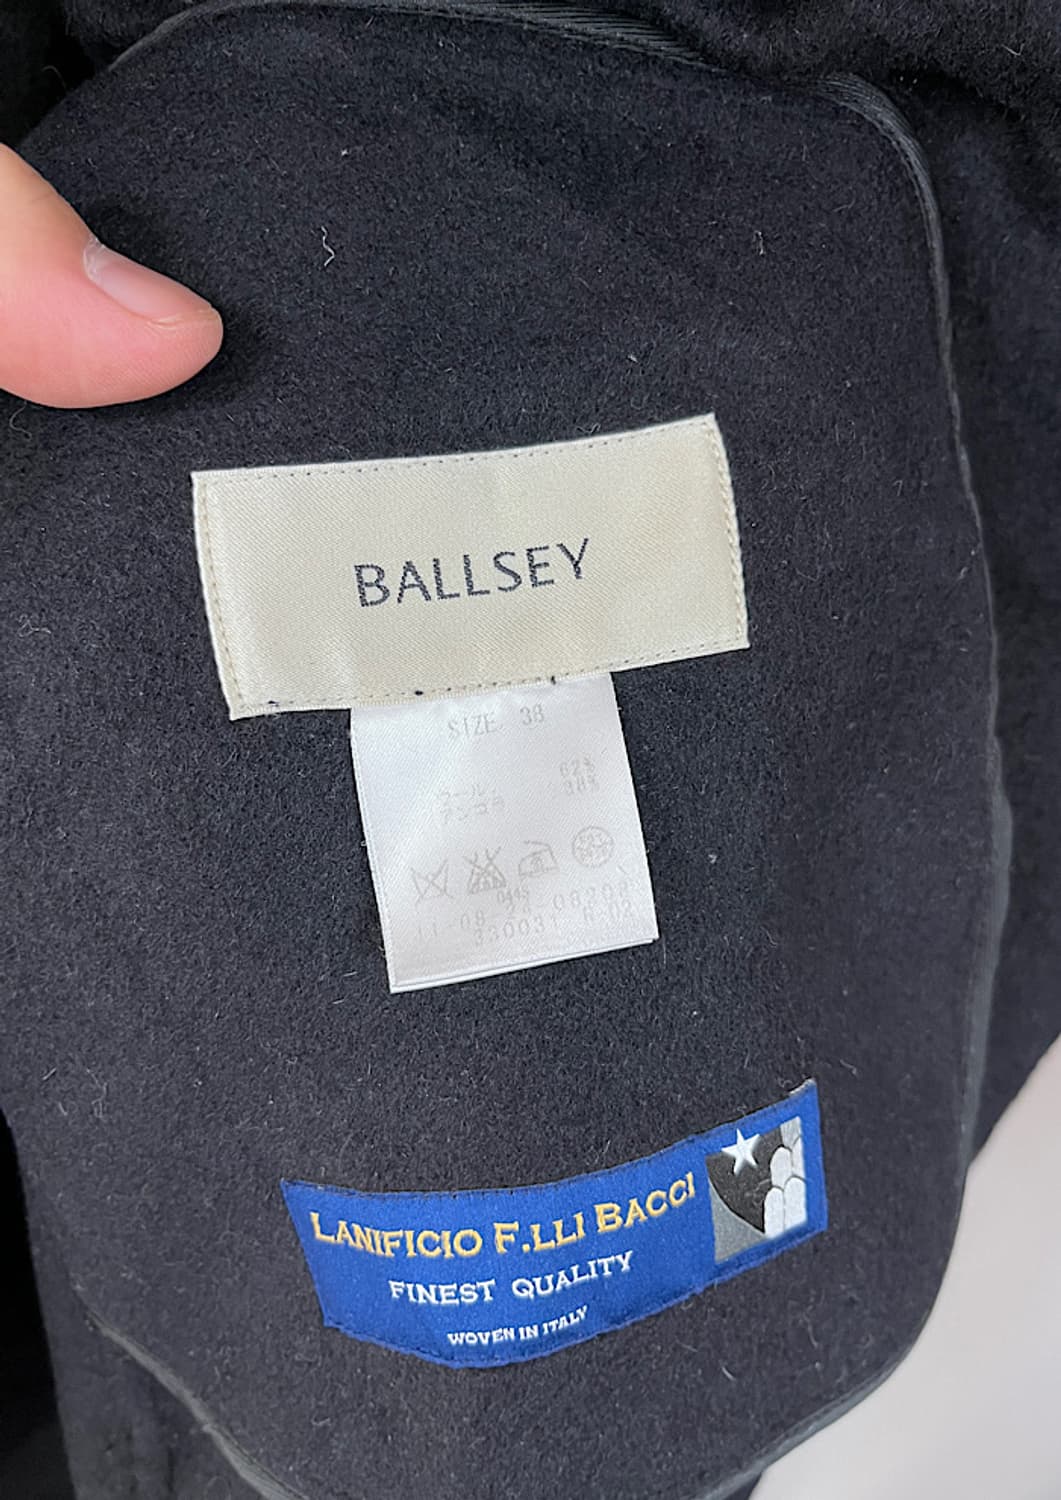 BALLSEY
SIZE 38
ウール 62%
アンゴラ 38%
330031
LANIFICIO F.LLI BACCI
FINEST QUALITY
WOVEN IN ITALY